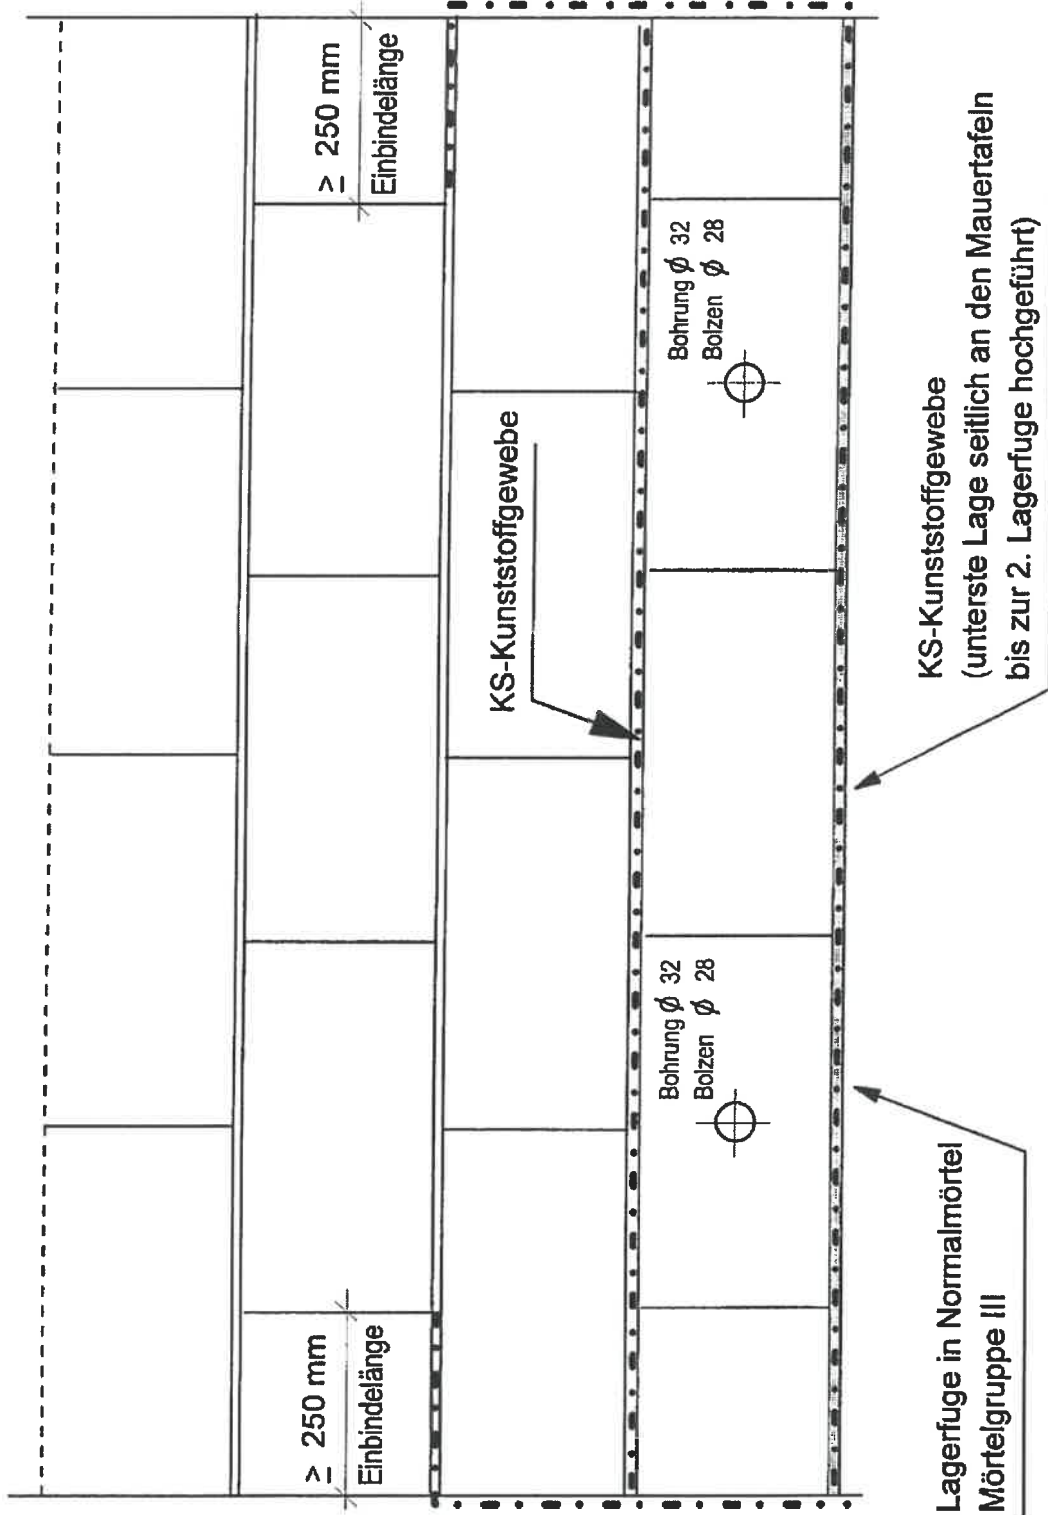 ≥ 250 mm
Einbindelänge
≥ 250 mm
Einbindelänge
KS-Kunststoffgewebe
Bohrung Ø 32
Bolzen Ø 28
Bohrung Ø 32
Bolzen Ø 28
Lagerfuge in Normalmörtel
Mörtelgruppe III
KS-Kunststoffgewebe
(unterste Lage seitlich an den Mauertafeln
bis zur 2. Lagerfuge hochgeführt)